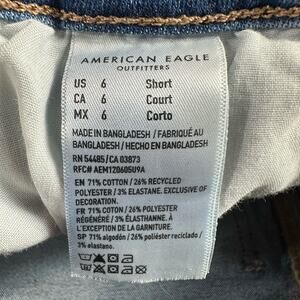 AMERICAN EAGLE
OUTFITTERS
US 6 Short
CA 6 Court
MX 6 Corto
MADE IN BANGLADESH / FABRIQUÉ AU
BANGLADESH / HECHO EN BANGLADESH
RN 54485/CA 03873
RFC# AEM120605U9A
EN 71% COTTON / 26% RECYCLED
POLYESTER / 3% ELASTANE. EXCLUSIVE OF
DECORATION.
FR 71% COTON / 26% POLYESTER
RÉGÉNÉRÉ / 3% ÉLASTHANNE. À
L'EXCEPTION DE LA GARNITURE.
SP 71% algodón / 26% poliéster reciclado /
3% elastano.